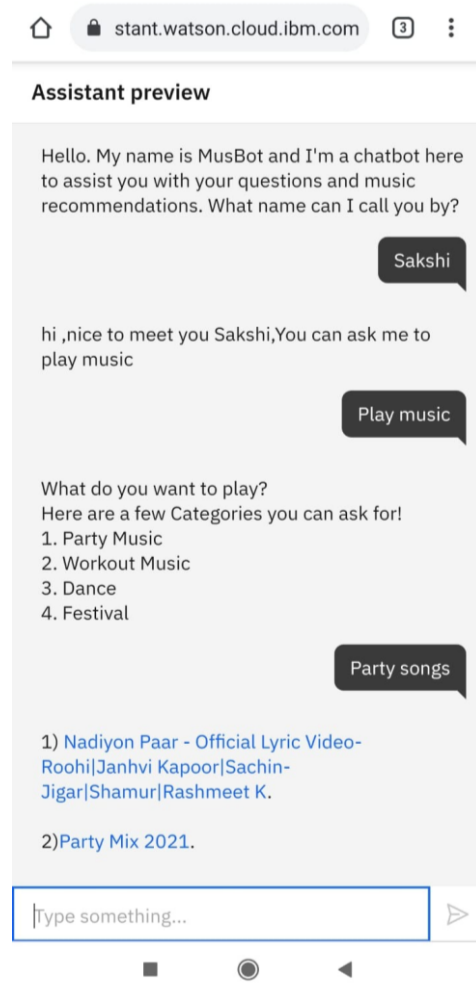 stant.watson.cloud.ibm.com
3
Assistant preview
Hello. My name is MusBot and I'm a chatbot here
to assist you with your questions and music
recommendations. What name can I call you by?
Sakshi
hi ,nice to meet you Sakshi,You can ask me to
play music
Play music
What do you want to play?
Here are a few Categories you can ask for!
1. Party Music
2. Workout Music
3. Dance
4. Festival
Party songs
1) Nadiyon Paar - Official Lyric Video-
Roohi|Janhvi Kapoor|Sachin-
Jigar|Shamur|Rashmeet K.
2)Party Mix 2021.
Type something...